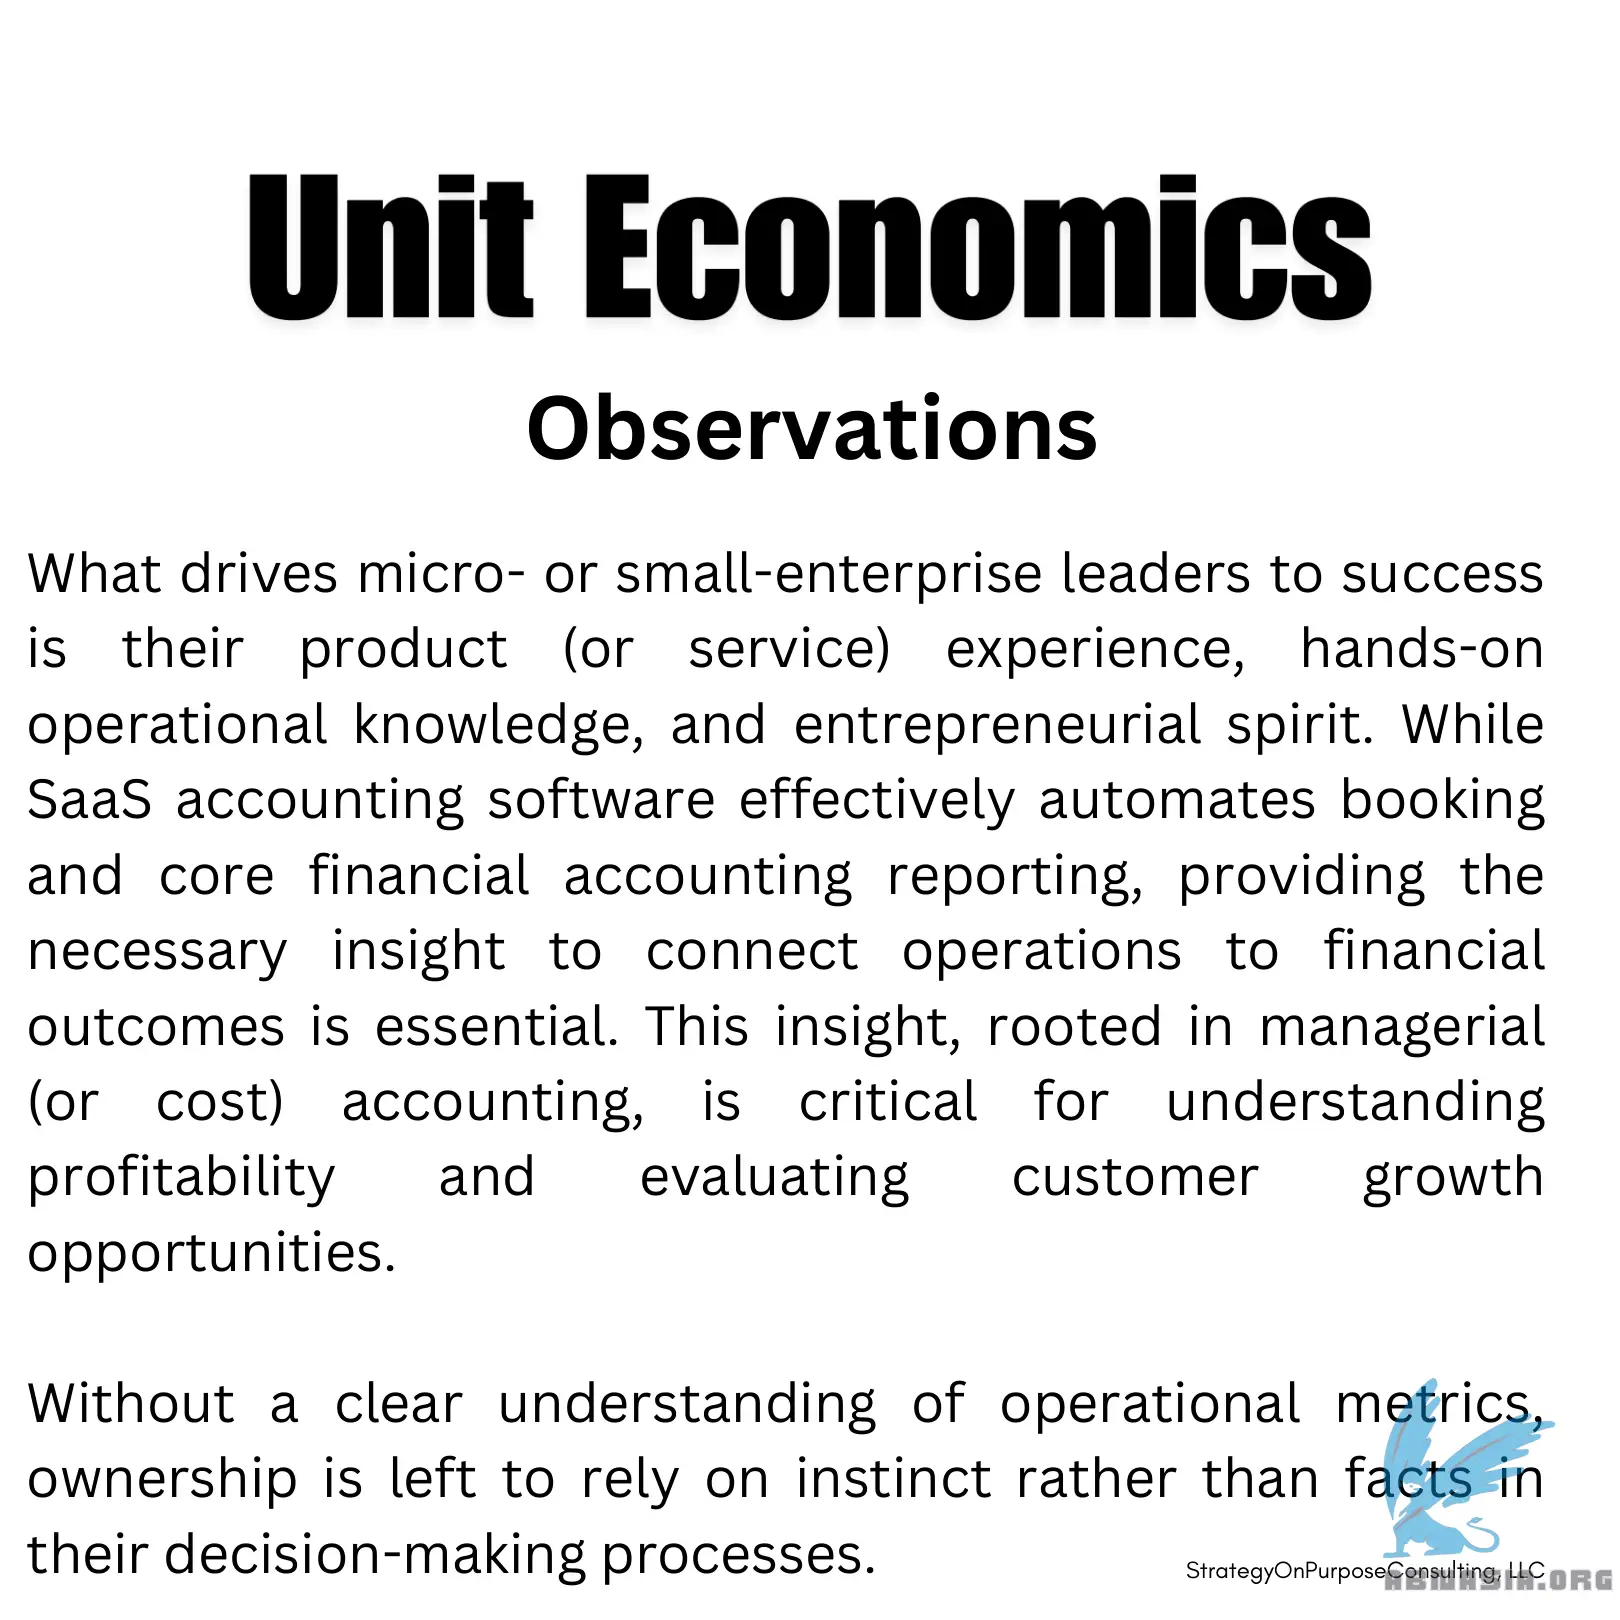 Unit Economics
Observations
What drives micro- or small-enterprise leaders to success
is their product (or service) experience, hands-on
operational knowledge, and entrepreneurial spirit. While
SaaS accounting software effectively automates booking
and core financial accounting reporting, providing the
necessary insight to connect operations to financial
outcomes is essential. This insight, rooted in managerial
(or cost) accounting, is critical for understanding
profitability and evaluating customer growth
opportunities.
Without a clear understanding of operational metrics,
ownership is left to rely on instinct rather than facts in
their decision-making processes.
StrategyOnPurposeConsulting, LLC